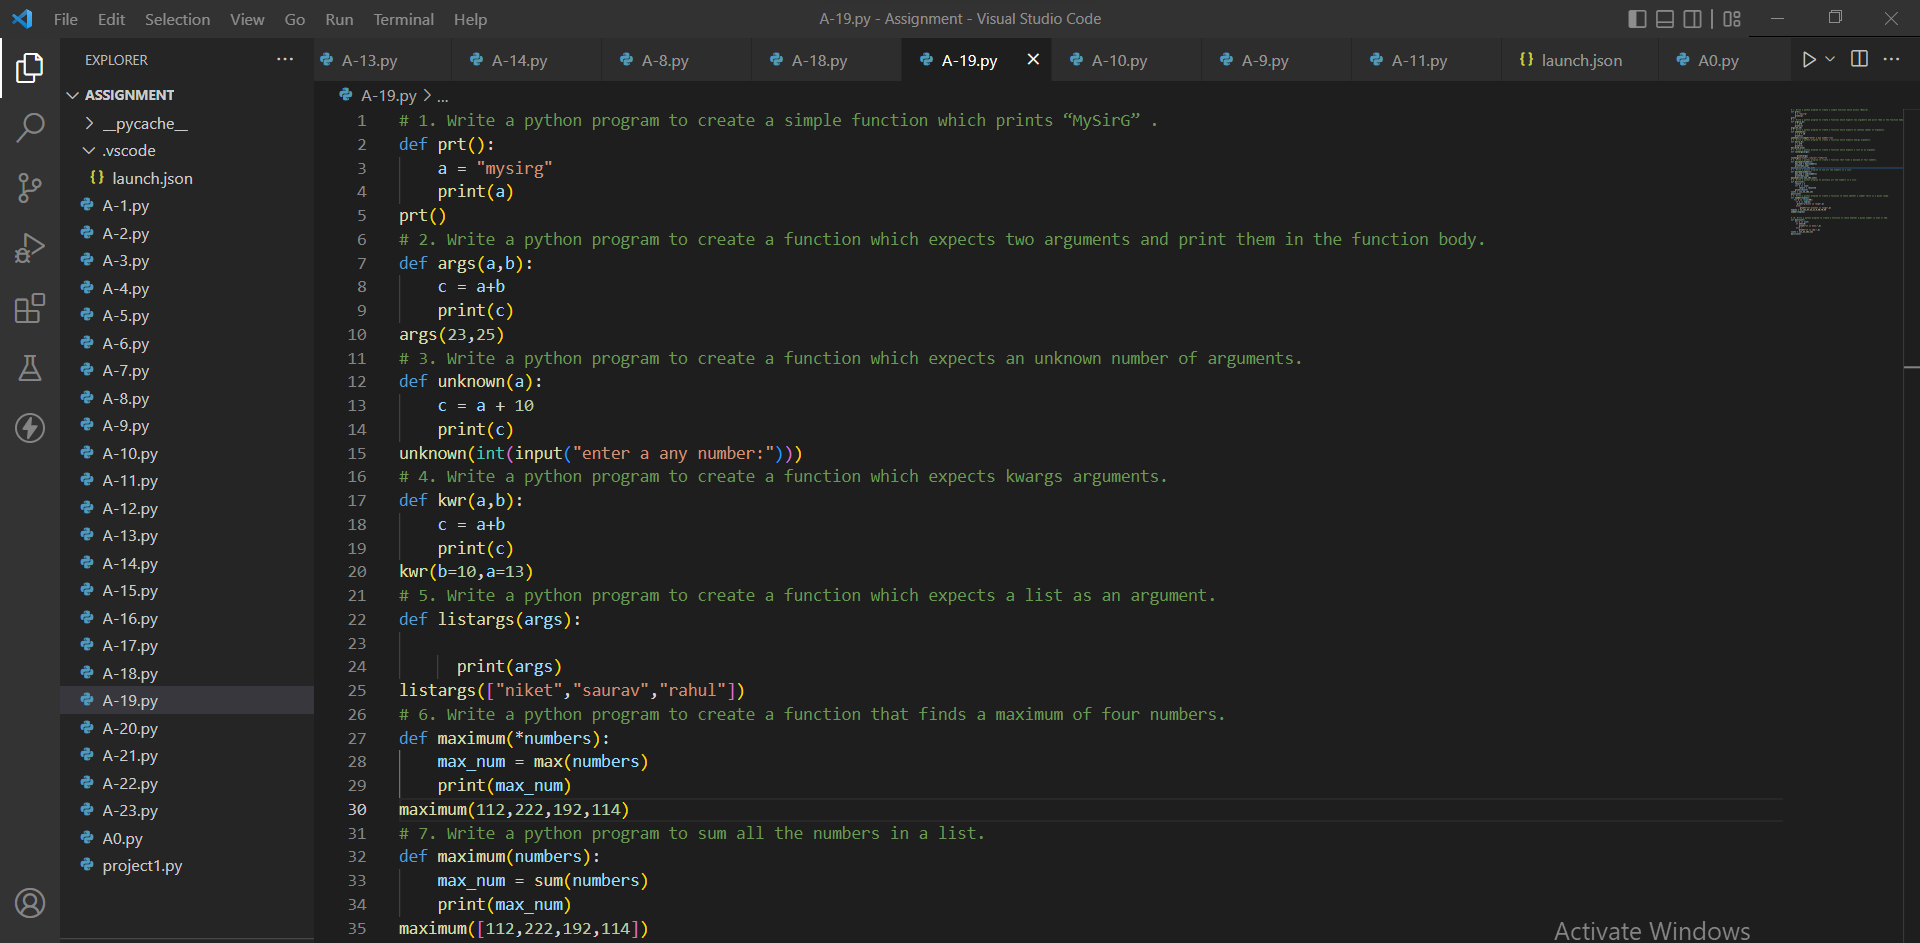 File Edit Selection View Go Run Terminal Help A-19.py - Assignment - Visual Studio Code
EXPLORER ··· A-13.py A-14.py A-8.py A-18.py A-19.py A-10.py A-9.py A-11.py {} launch.json A0.py
ASSIGNMENT
__pycache__
.vscode
{} launch.json
A-1.py
A-2.py
A-3.py
A-4.py
A-5.py
A-6.py
A-7.py
A-8.py
A-9.py
A-10.py
A-11.py
A-12.py
A-13.py
A-14.py
A-15.py
A-16.py
A-17.py
A-18.py
A-19.py
A-20.py
A-21.py
A-22.py
A-23.py
A0.py
project1.py
A-19.py > ...
1 # 1. Write a python program to create a simple function which prints “MySirG” .
2 def prt():
3     a = "mysirg"
4     print(a)
5 prt()
6 # 2. Write a python program to create a function which expects two arguments and print them in the function body.
7 def args(a,b):
8     c = a+b
9     print(c)
10 args(23,25)
11 # 3. Write a python program to create a function which expects an unknown number of arguments.
12 def unknown(a):
13     c = a + 10
14     print(c)
15 unknown(int(input("enter a any number:")))
16 # 4. Write a python program to create a function which expects kwargs arguments.
17 def kwr(a,b):
18     c = a+b
19     print(c)
20 kwr(b=10,a=13)
21 # 5. Write a python program to create a function which expects a list as an argument.
22 def listargs(args):
23
24       print(args)
25 listargs(["niket","saurav","rahul"])
26 # 6. Write a python program to create a function that finds a maximum of four numbers.
27 def maximum(*numbers):
28     max_num = max(numbers)
29     print(max_num)
30 maximum(112,222,192,114)
31 # 7. Write a python program to sum all the numbers in a list.
32 def maximum(numbers):
33     max_num = sum(numbers)
34     print(max_num)
35 maximum([112,222,192,114])
Activate Windows